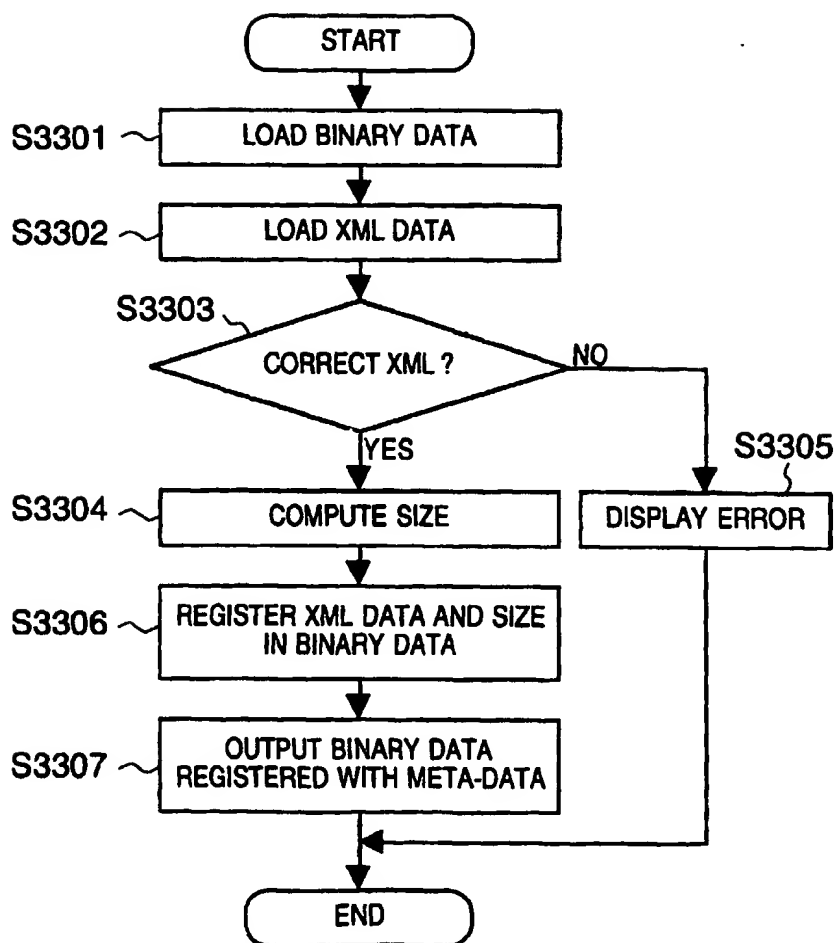 START
S3301
LOAD BINARY DATA
S3302
LOAD XML DATA
S3303
CORRECT XML ?
NO
YES
S3305
S3304
COMPUTE SIZE
DISPLAY ERROR
S3306
REGISTER XML DATA AND SIZE
IN BINARY DATA
S3307
OUTPUT BINARY DATA
REGISTERED WITH META-DATA
END